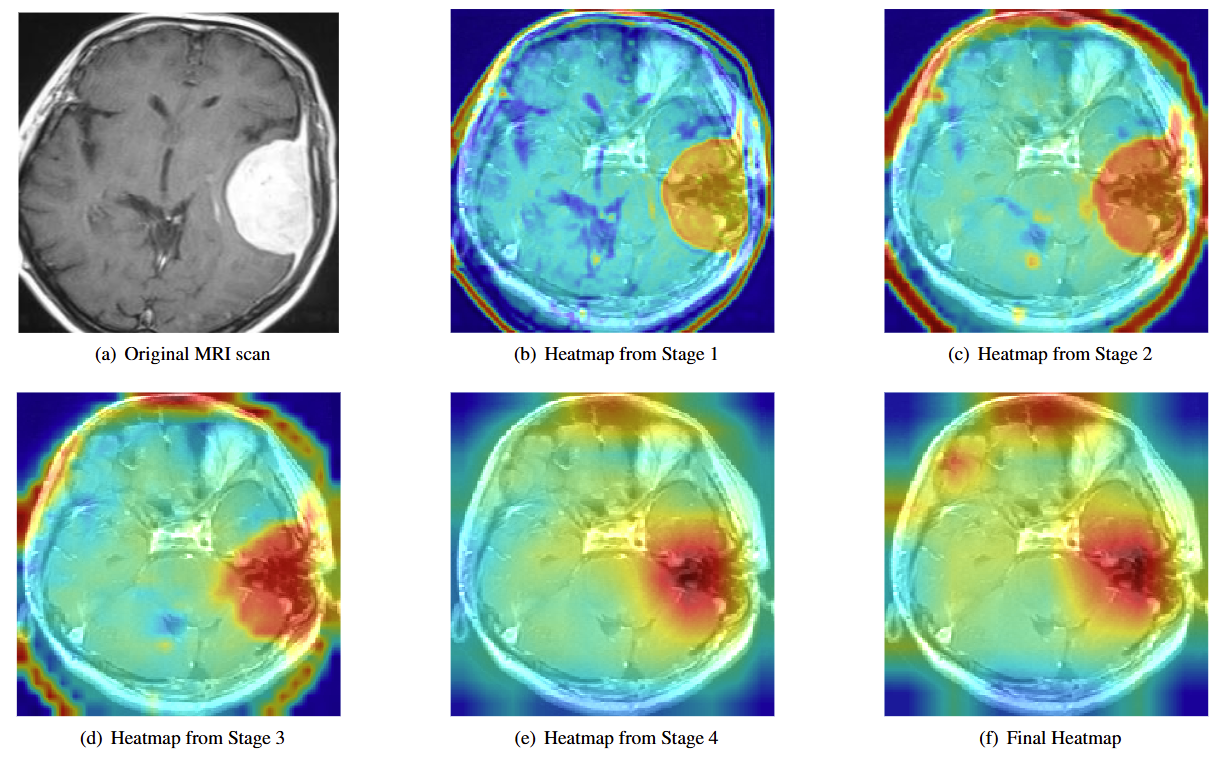 (a) Original MRI scan
(b) Heatmap from Stage 1
(c) Heatmap from Stage 2
(d) Heatmap from Stage 3
(e) Heatmap from Stage 4
(f) Final Heatmap